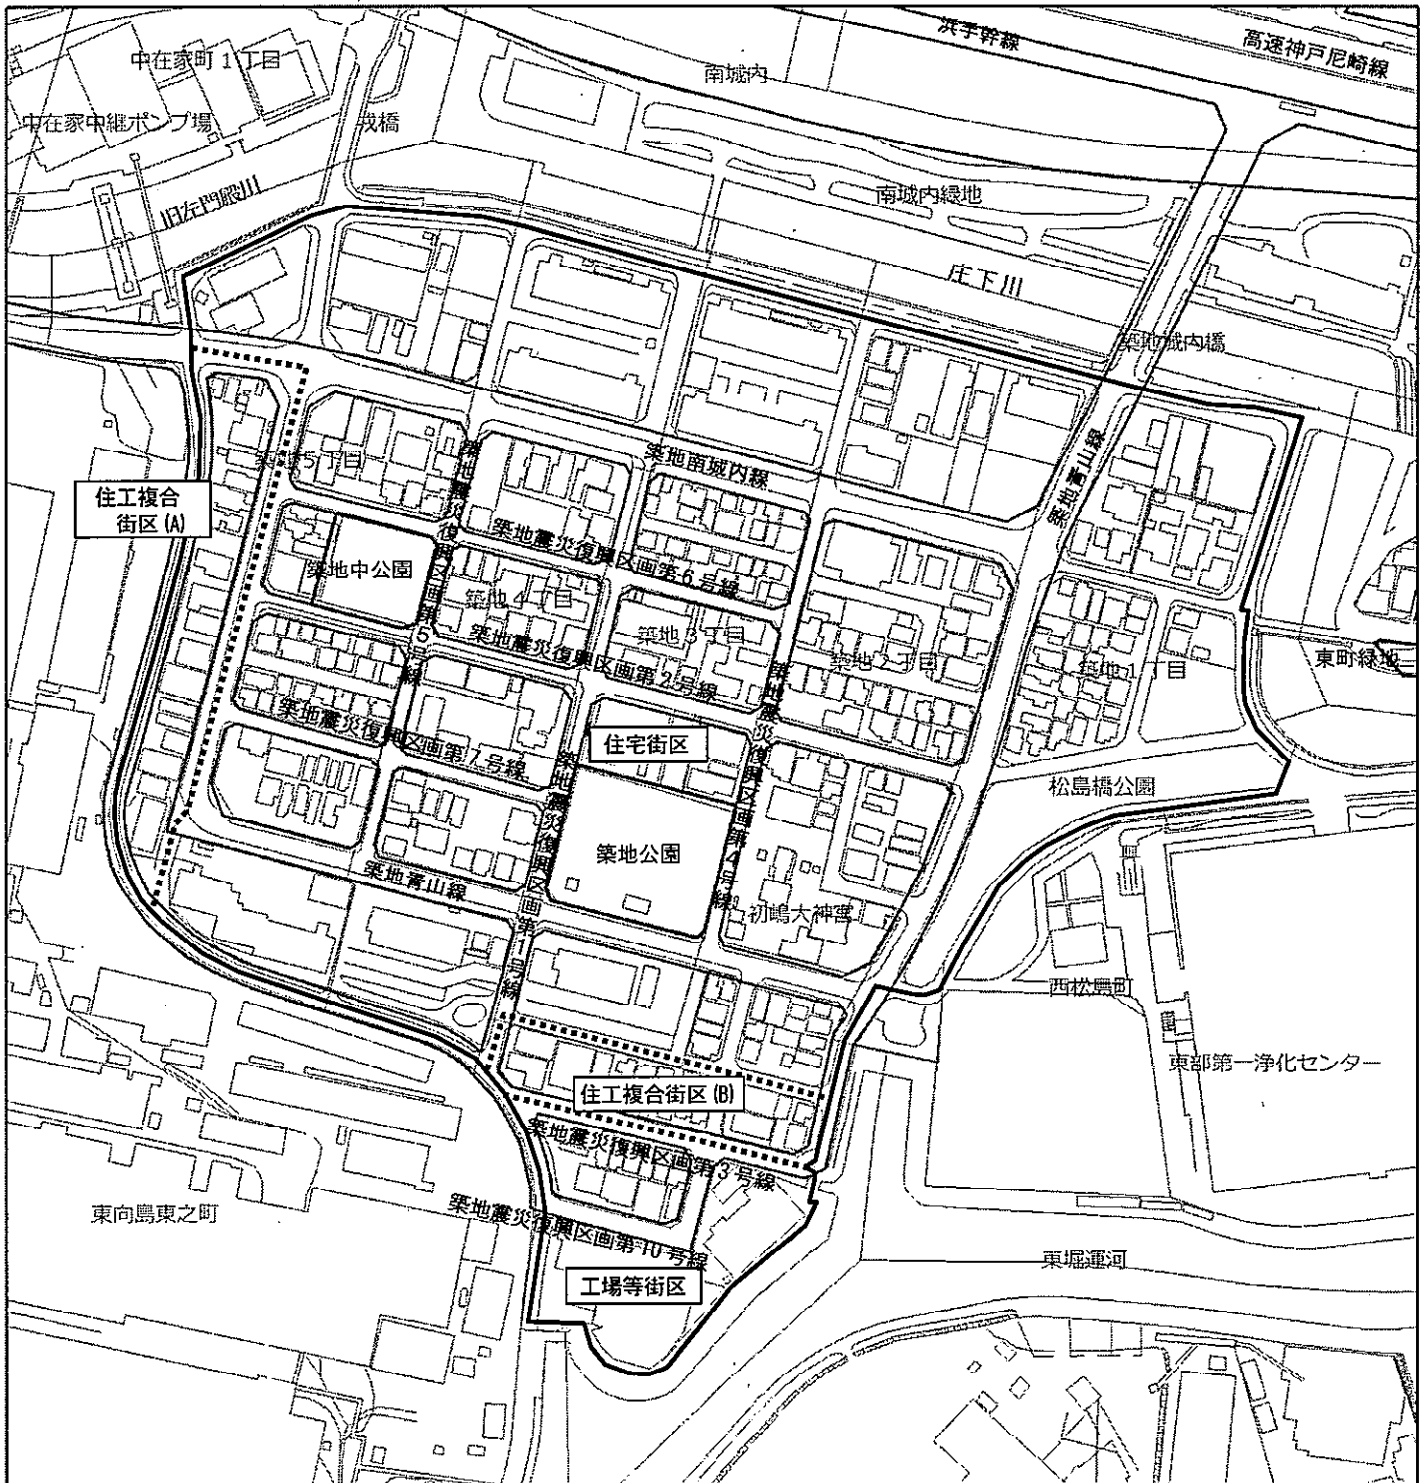 浜手幹線
高速神戸尼崎線
中在家町1丁目
南城内
中在家中継ポンプ場
戎橋
南城内緑地
旧左門殿川
庄下川
築地城内橋
築地青山線
築地南城内線
築地5丁目
住工複合
街区(A)
築地震災復興区画第5号線
築地震災復興区画第6号線
築地中公園
築地4丁目
築地3丁目
築地震災復興区画第2号線
築地2丁目
築地1丁目
東町緑地
築地震災復興区画第7号線
住宅街区
築地震災復興区画第4号線
築地震災復興区画第1号線
松島橋公園
築地公園
築地青山線
初嶋大神宮
西松島町
東部第一浄化センター
住工複合街区(B)
築地震災復興区画第3号線
東向島東之町
築地震災復興区画第10号線
東堀運河
工場等街区